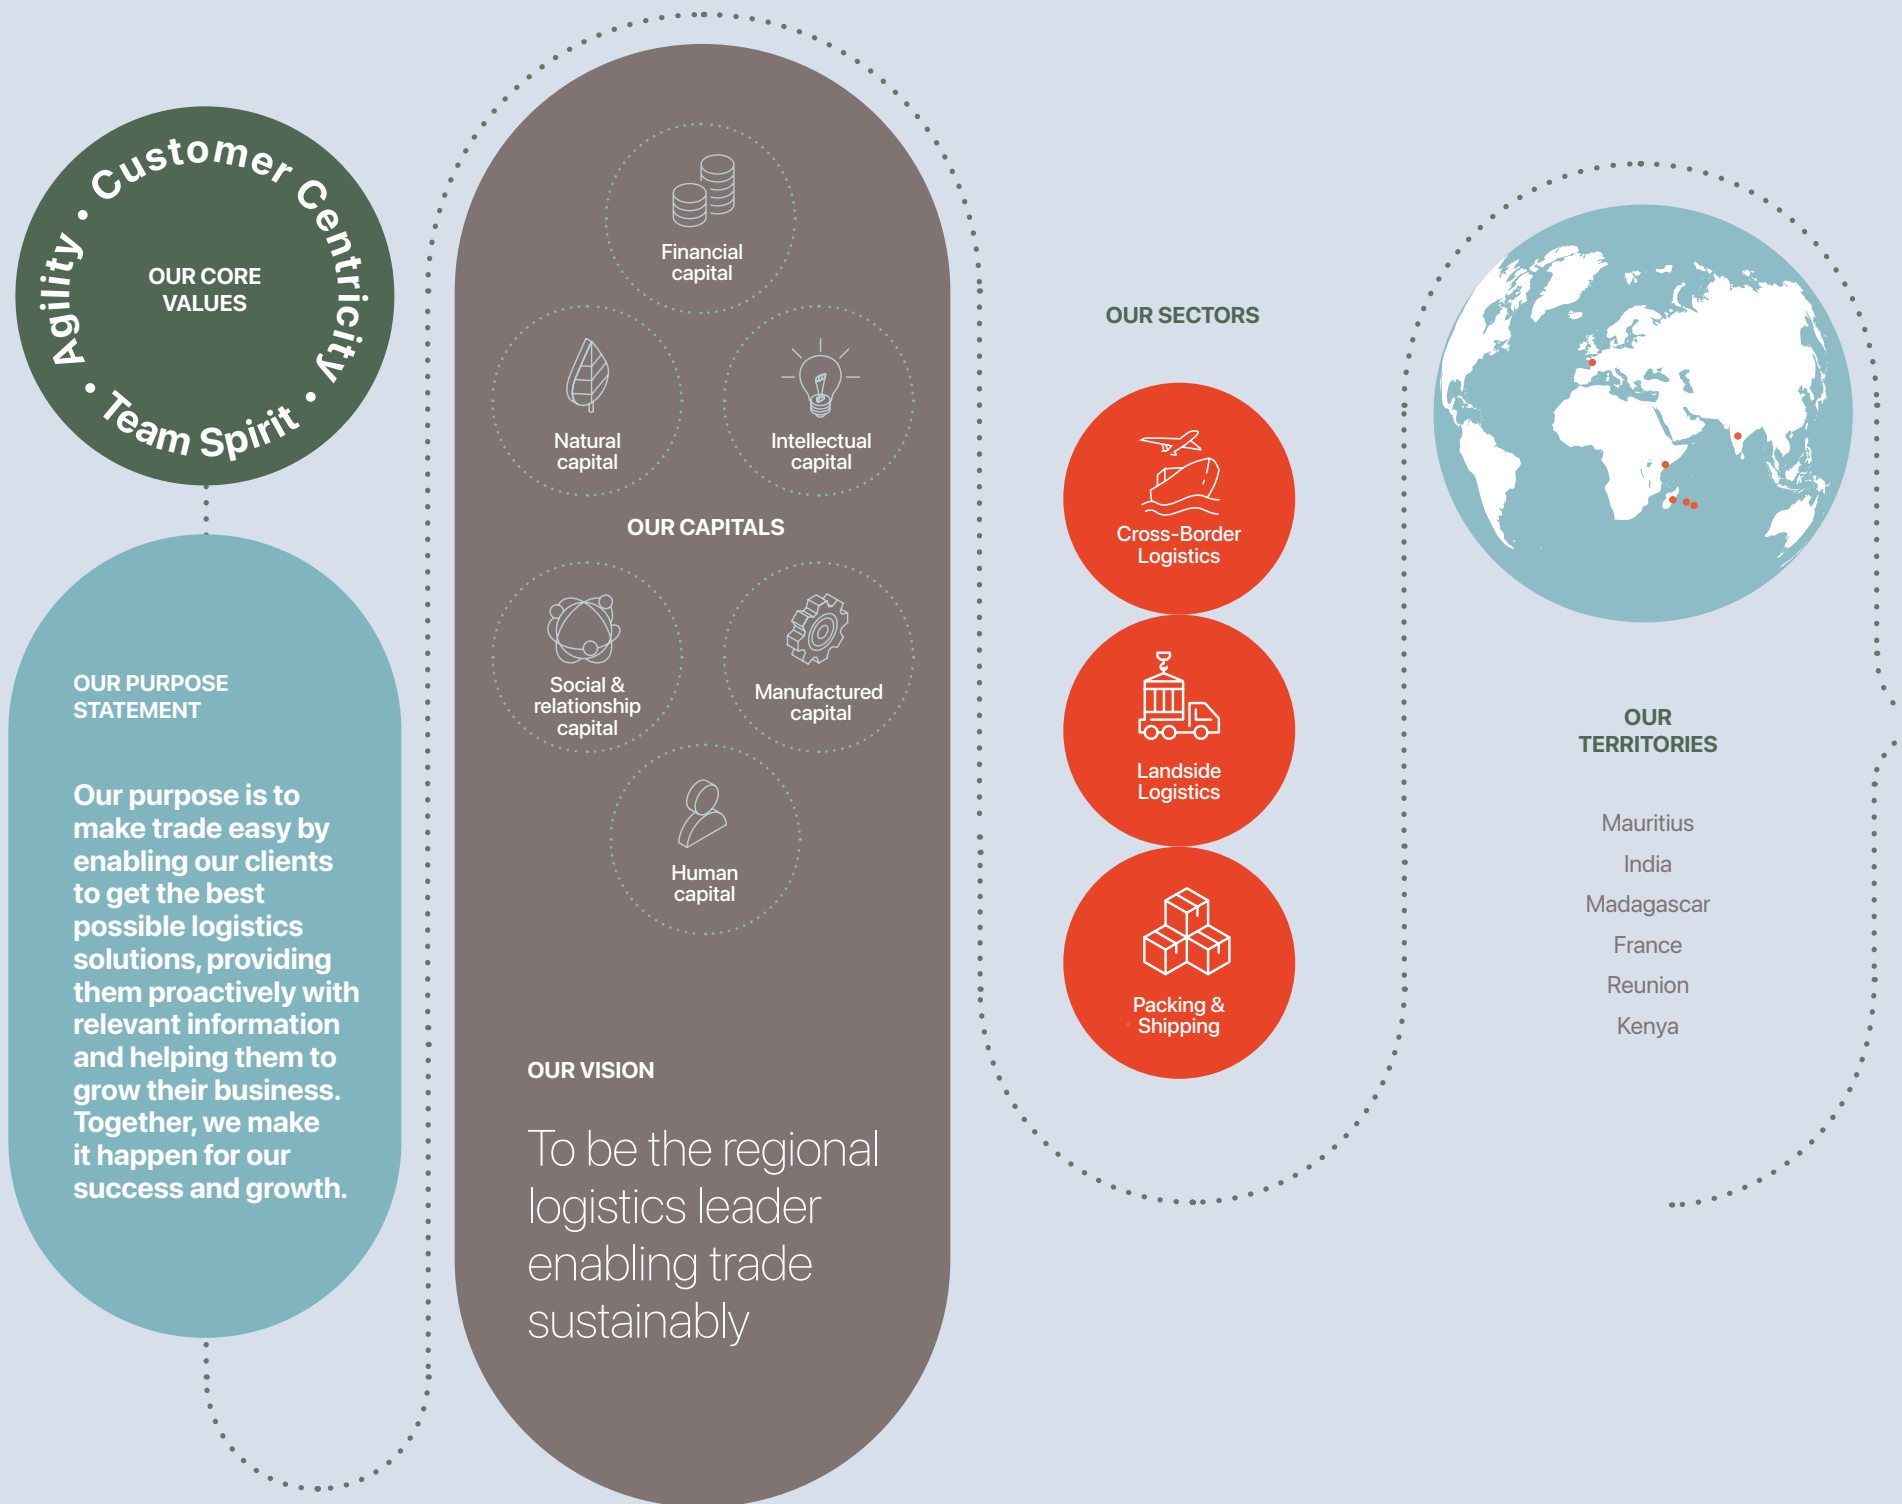 Customer Centricity • Team Spirit • Agility •
OUR CORE
VALUES
OUR PURPOSE
STATEMENT
Our purpose is to
make trade easy by
enabling our clients
to get the best
possible logistics
solutions, providing
them proactively with
relevant information
and helping them to
grow their business.
Together, we make
it happen for our
success and growth.
Financial
capital
Natural
capital
Intellectual
capital
OUR CAPITALS
Social &
relationship
capital
Manufactured
capital
Human
capital
OUR VISION
To be the regional
logistics leader
enabling trade
sustainably
OUR SECTORS
Cross-Border
Logistics
Landside
Logistics
Packing &
Shipping
OUR
TERRITORIES
Mauritius
India
Madagascar
France
Reunion
Kenya